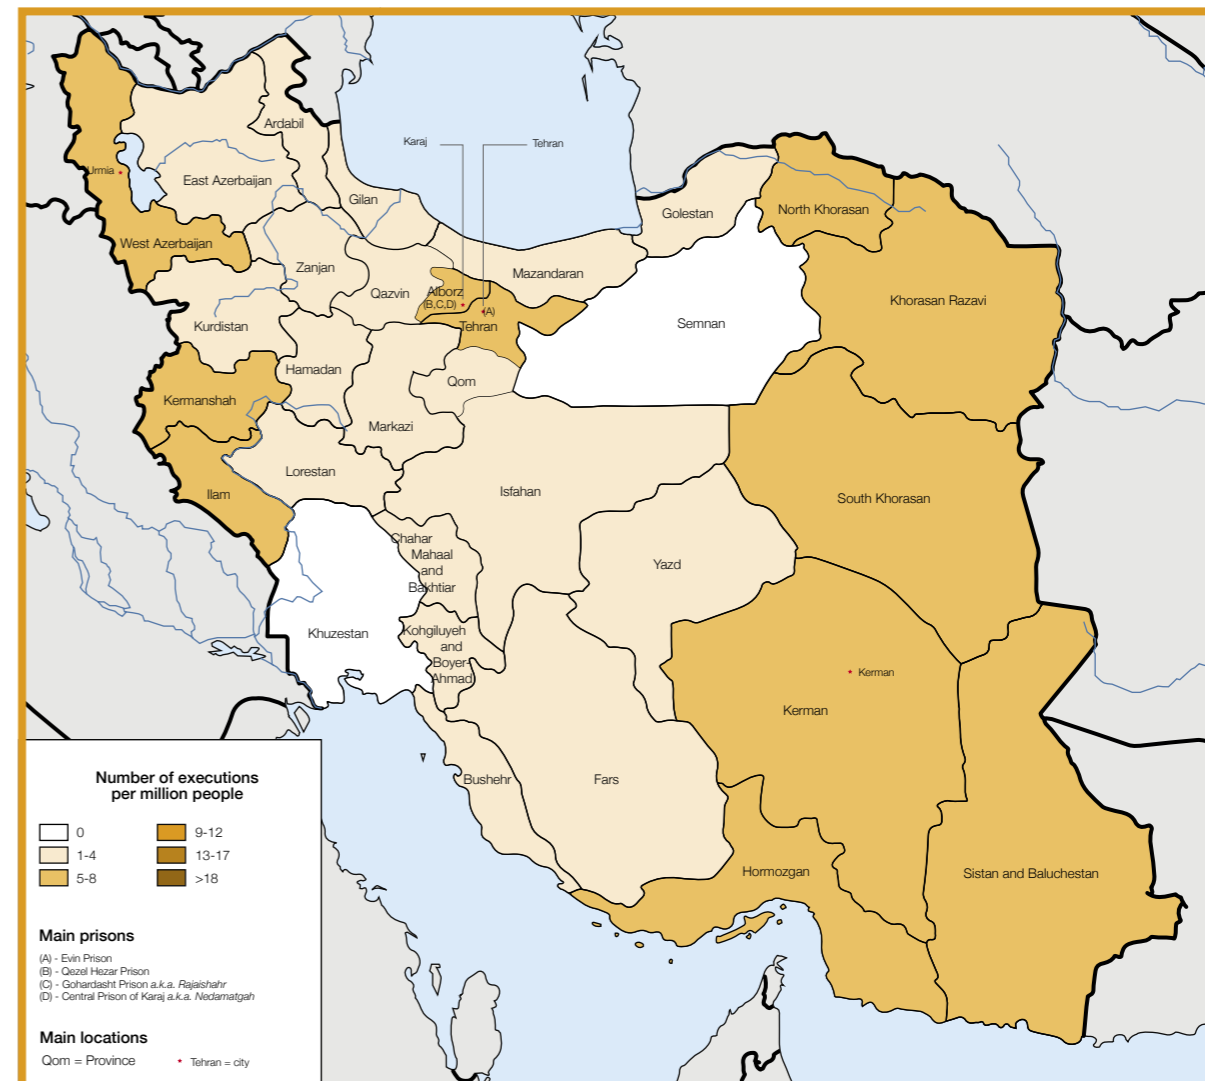 Ardabil
Karaj
Tehran
Urmia
East Azerbaijan
Gilan
Golestan
North Khorasan
West Azerbaijan
Zanjan
Mazandaran
Qazvin
Alborz
(B,C,D)
(A)
Tehran
Khorasan Razavi
Kurdistan
Semnan
Hamadan
Qom
Kermanshah
Markazi
Lorestan
Isfahan
Ilam
South Khorasan
Chahar
Mahaal
and
Bakhtiar
Yazd
Khuzestan
Kohgiluyeh
and
Boyer-
Ahmad
Kerman
Kerman
Bushehr
Fars
Hormozgan
Sistan and Baluchestan
Number of executions
per million people
0
9-12
1-4
13-17
5-8
>18
Main prisons
(A) - Evin Prison
(B) - Qezel Hezar Prison
(C) - Gohardasht Prison a.k.a. Rajaishahr
(D) - Central Prison of Karaj a.k.a. Nedamatgah
Main locations
Qom = Province
Tehran = city